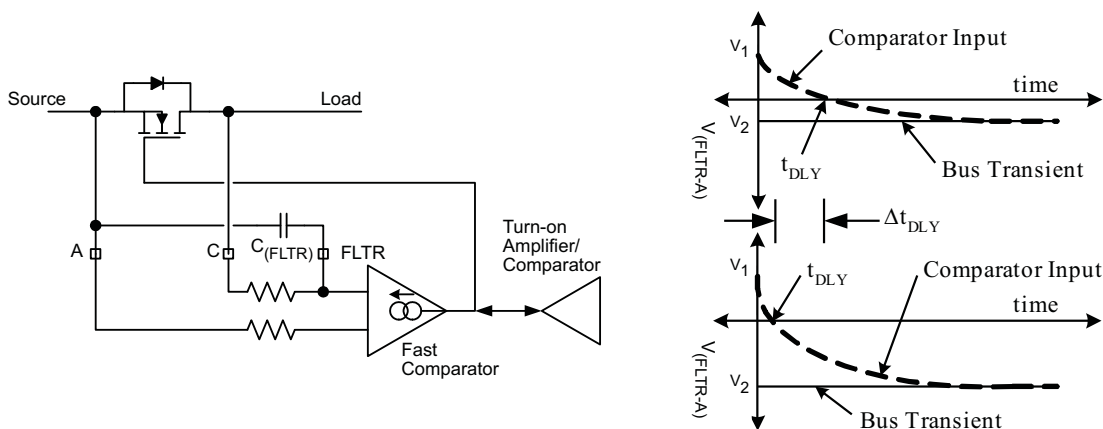 Source
Load
A
C
C(FLTR)
FLTR
Fast
Comparator
Turn-on
Amplifier/
Comparator
V1
Comparator Input
time
V2
V(FLTR-A)
tDLY
Bus Transient
ΔtDLY
V1
tDLY
Comparator Input
time
V(FLTR-A)
V2
Bus Transient